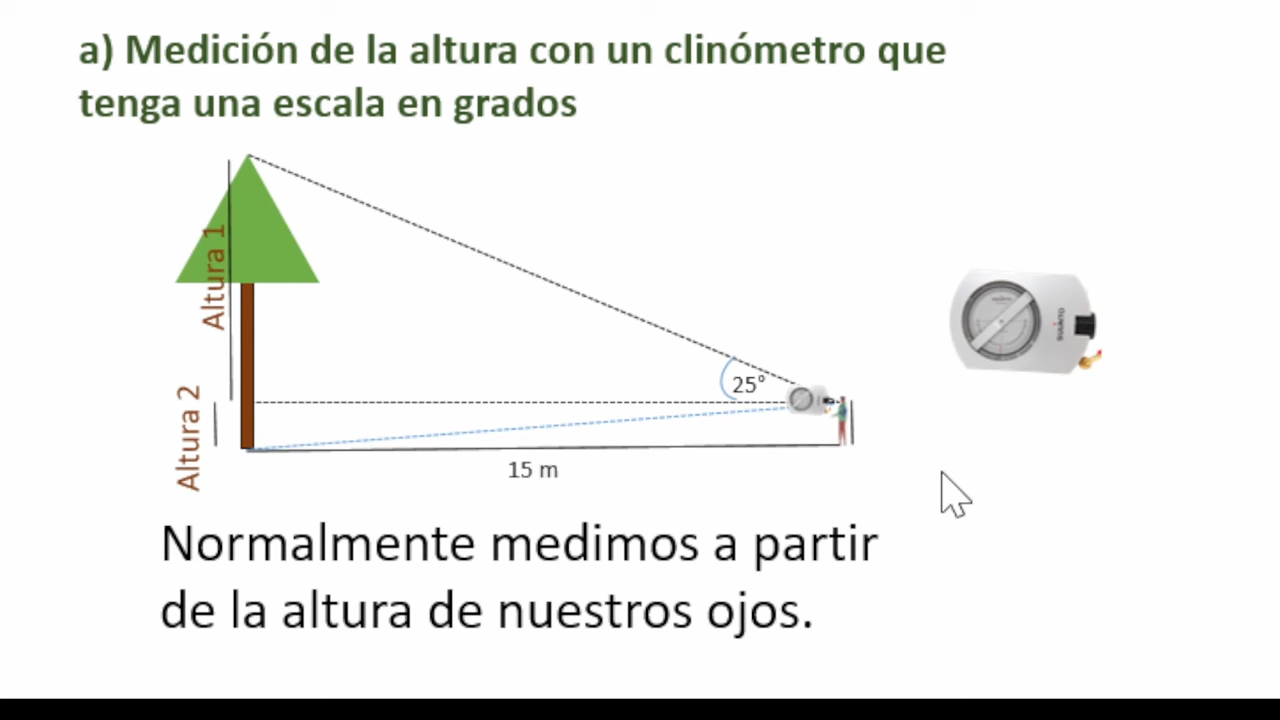 a) Medición de la altura con un clinómetro que
tenga una escala en grados
Altura 1
25°
Altura 2
15 m
SUUNTO
Normalmente medimos a partir
de la altura de nuestros ojos.